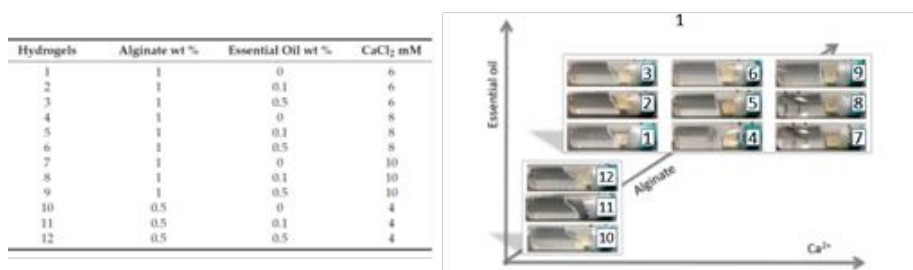 Hydrogels Alginate wt % Essential Oil wt % CaCl₂ mM
1 1 0 6
2 1 0.1 6
3 1 0.5 6
4 1 0 8
5 1 0.1 8
6 1 0.5 8
7 1 0 10
8 1 0.1 10
9 1 0.5 10
10 0.5 0 4
11 0.5 0.1 4
12 0.5 0.5 4
1
Essential oil
3 6 9
2 5 8
1 4 7
12
11
10
Alginate
Ca²⁺